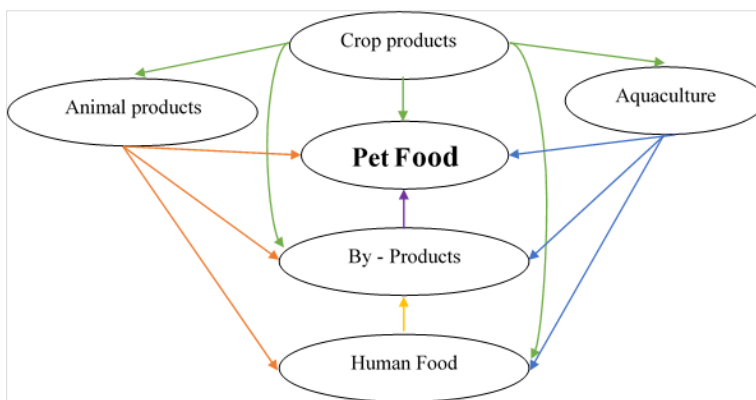 Crop products
Animal products
Aquaculture
Pet Food
By - Products
Human Food